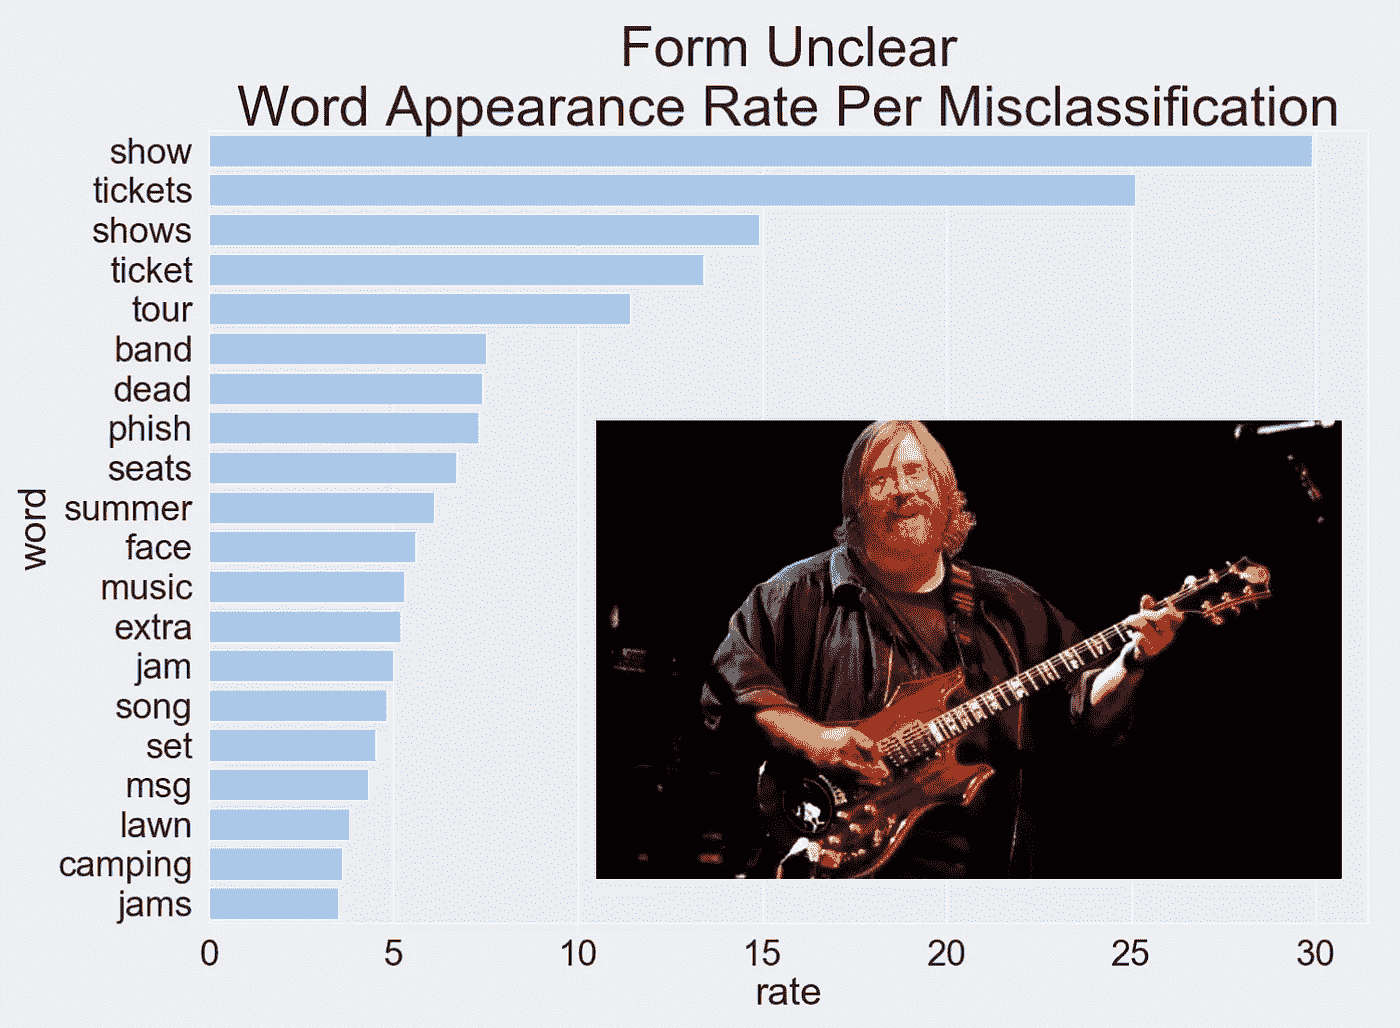 Form Unclear
Word Appearance Rate Per Misclassification
show
tickets
shows
ticket
tour
band
dead
phish
seats
summer
face
music
extra
jam
song
set
msg
lawn
camping
jams
word
0 5 10 15 20 25 30
rate